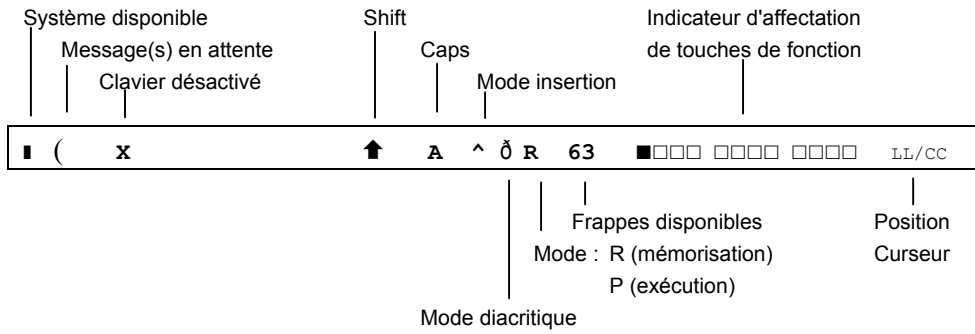 Système disponible
Shift
Indicateur d'affectation
Message(s) en attente
Caps
de touches de fonction
Clavier désactivé
Mode insertion
▮ ( X ⬆ A ^ ð R 63 ■□□□ □□□□ □□□□ LL/CC
Frappes disponibles
Position
Mode : R (mémorisation)
Curseur
P (exécution)
Mode diacritique